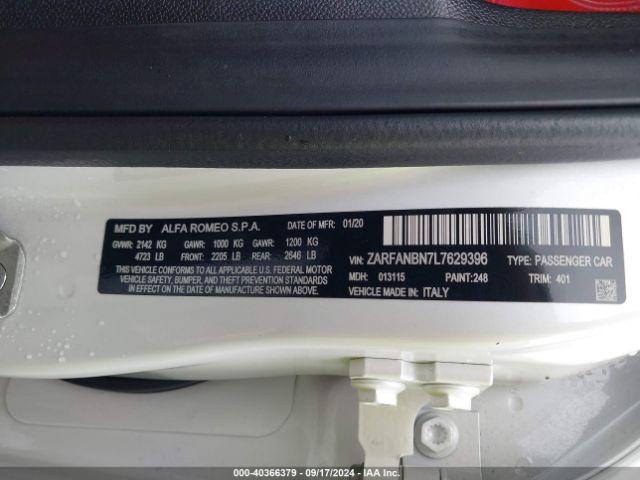 MFD BY ALFA ROMEO S.P.A. DATE OF MFR: 01/20
GVWR: 2142 KG GAWR: 1000 KG GAWR: 1200 KG
4723 LB FRONT: 2205 LB REAR: 2646 LB
THIS VEHICLE CONFORMS TO ALL APPLICABLE U.S. FEDERAL MOTOR
VEHICLE SAFETY, BUMPER, AND THEFT PREVENTION STANDARDS
IN EFFECT ON THE DATE OF MANUFACTURE SHOWN ABOVE.
VIN: ZARFANBN7L7629396 TYPE: PASSENGER CAR
MDH: 013115 PAINT: 248 TRIM: 401
VEHICLE MADE IN: ITALY
000-40366379 - 09/17/2024 - IAA Inc.